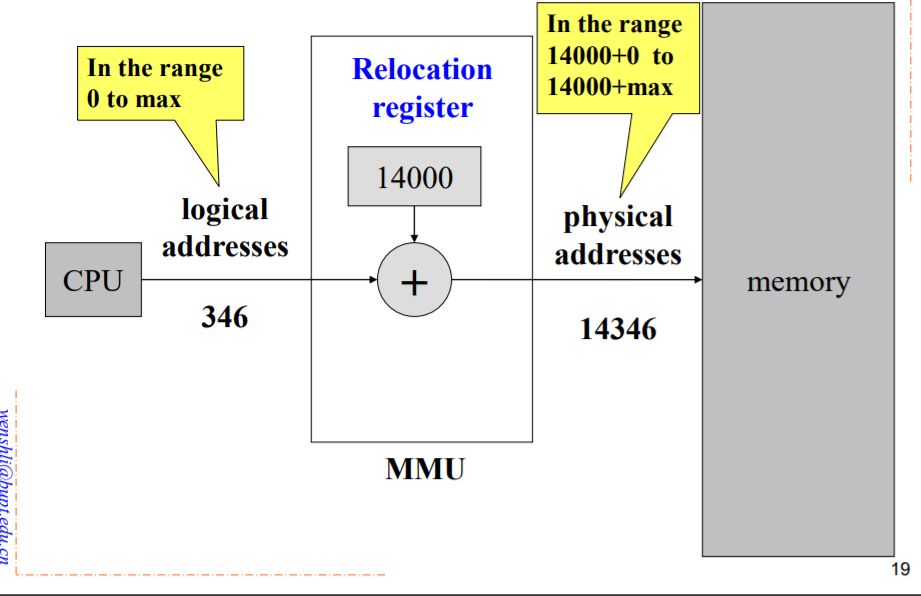 In the range
0 to max
Relocation
register
In the range
14000+0 to
14000+max
14000
logical
addresses
physical
addresses
CPU
+
memory
346
14346
MMU
wenshli@bupt.edu.cn
19